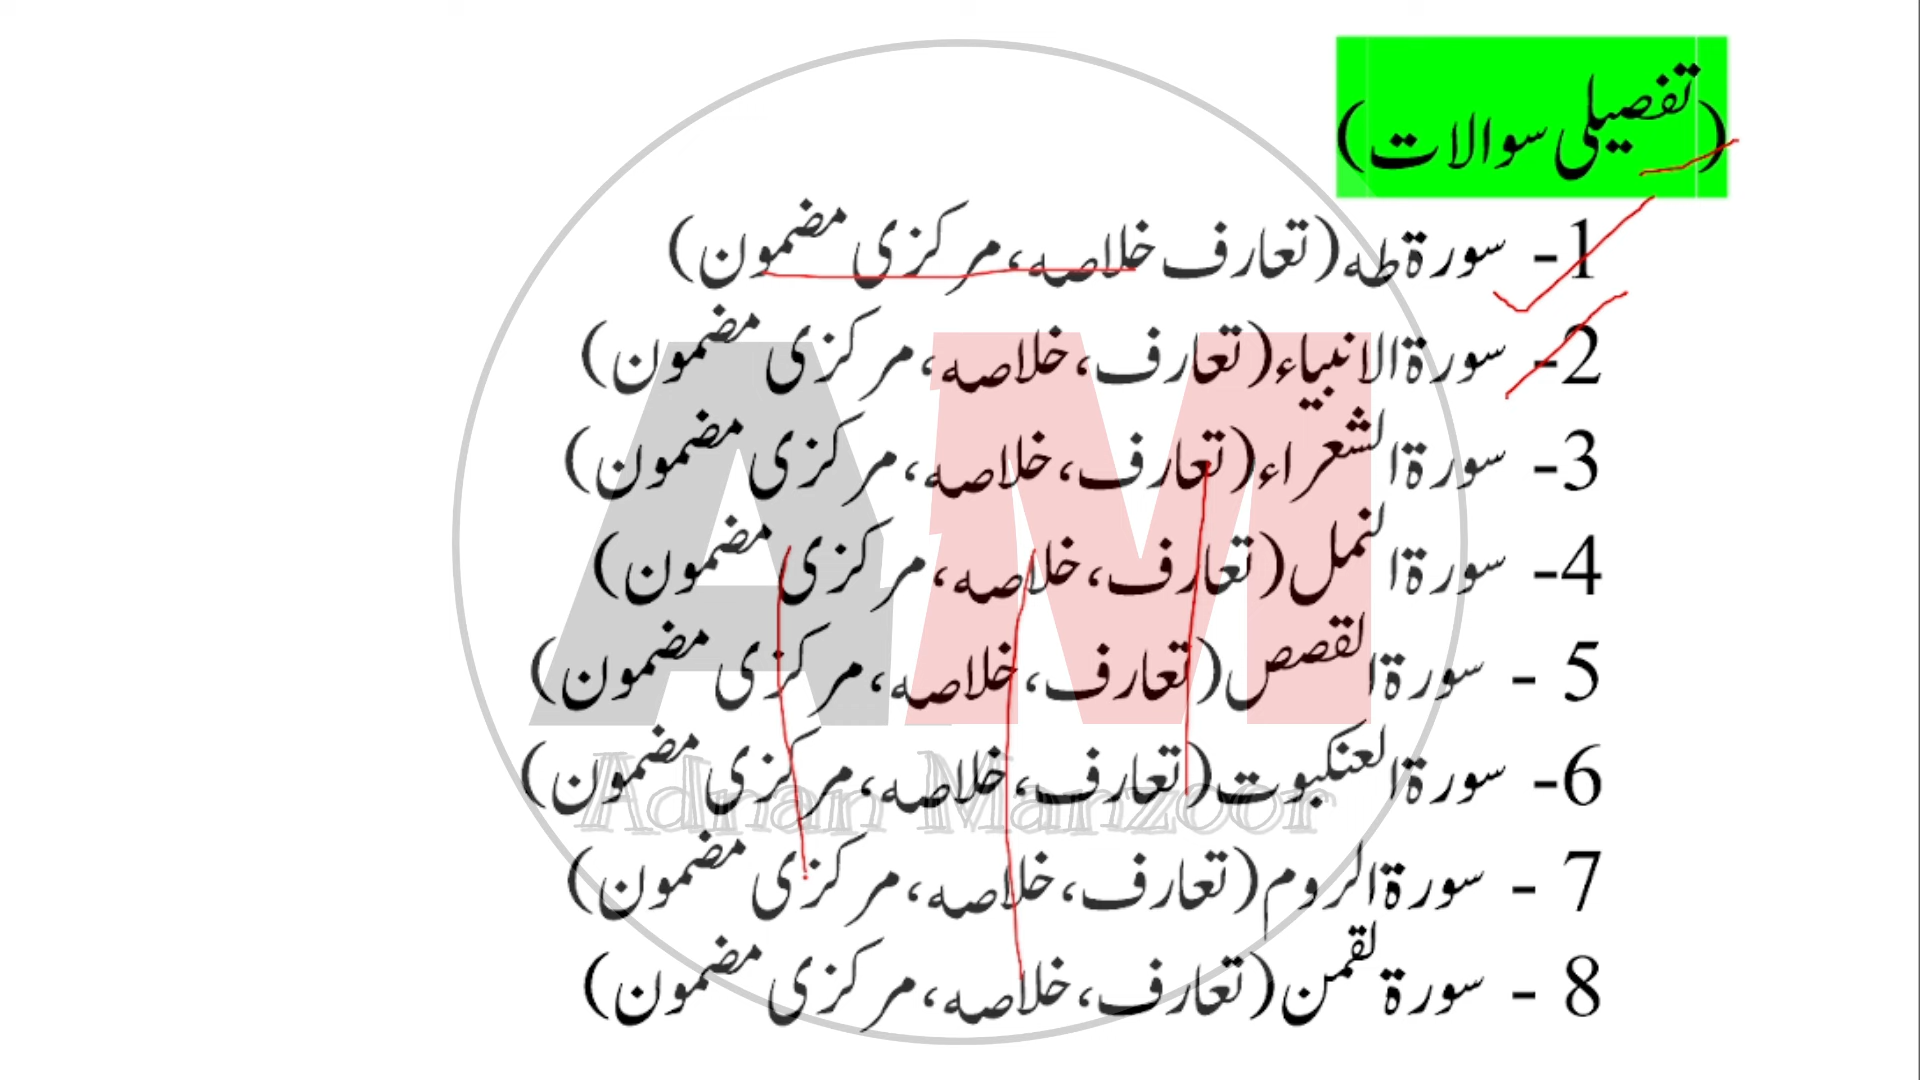 (تفصیلی سوالات)
1- سورۃ طہ (تعارف خلاصہ، مرکزی مضمون)
2- سورۃ الانبیاء (تعارف، خلاصہ، مرکزی مضمون)
3- سورۃ الشعراء (تعارف، خلاصہ، مرکزی مضمون)
4- سورۃ النمل (تعارف، خلاصہ، مرکزی مضمون)
5 - سورۃ القصص (تعارف، خلاصہ، مرکزی مضمون)
6- سورۃ العنکبوت (تعارف، خلاصہ، مرکزی مضمون)
7 - سورۃ الروم (تعارف، خلاصہ، مرکزی مضمون)
8 - سورۃ لقمن (تعارف، خلاصہ، مرکزی مضمون)
AM
Adnan Manzoor